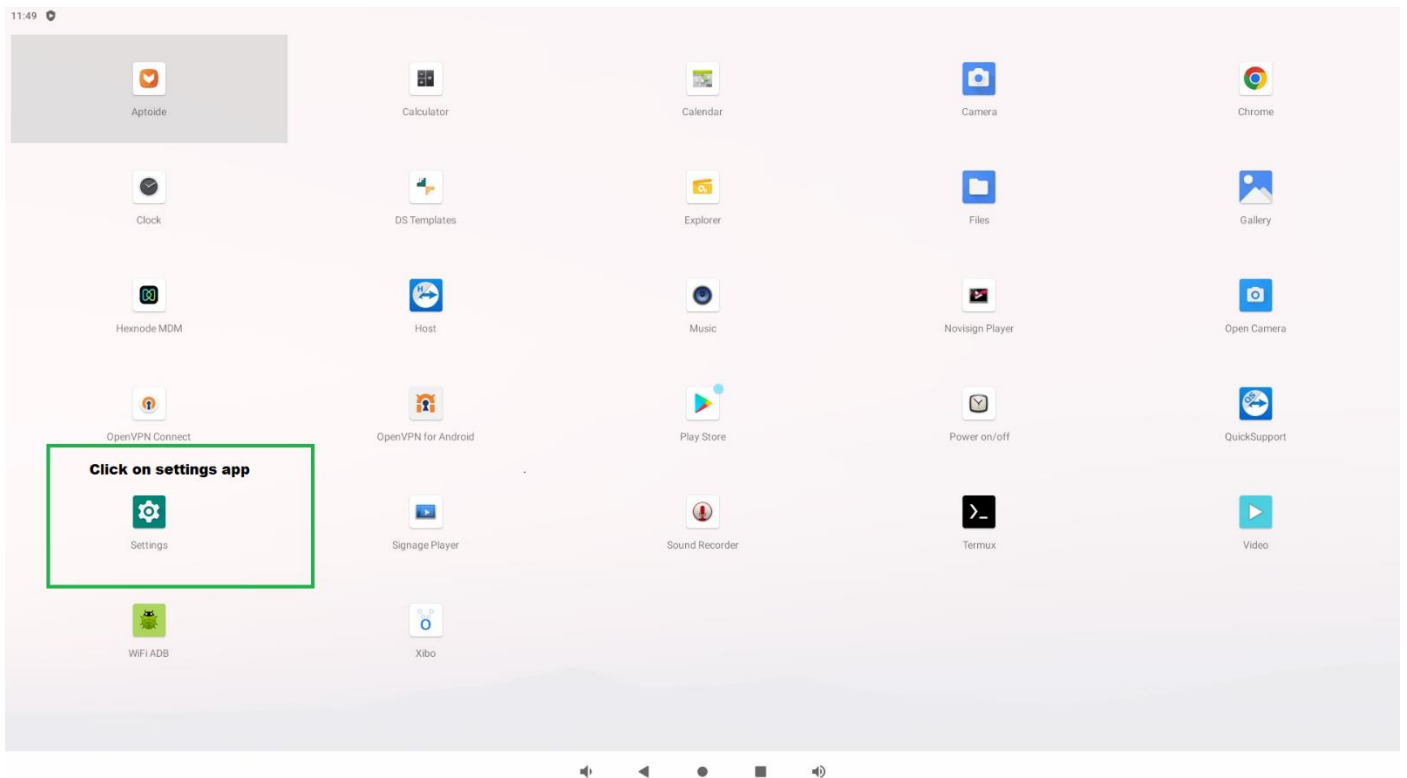 11:49
Aptoide
Calculator
Calendar
Camera
Chrome
Clock
DS Templates
Explorer
Files
Gallery
Hexnode MDM
Host
Music
Novisign Player
Open Camera
OpenVPN Connect
OpenVPN for Android
Play Store
Power on/off
QuickSupport
Click on settings app
Settings
Signage Player
Sound Recorder
Termux
Video
WiFi ADB
Xibo